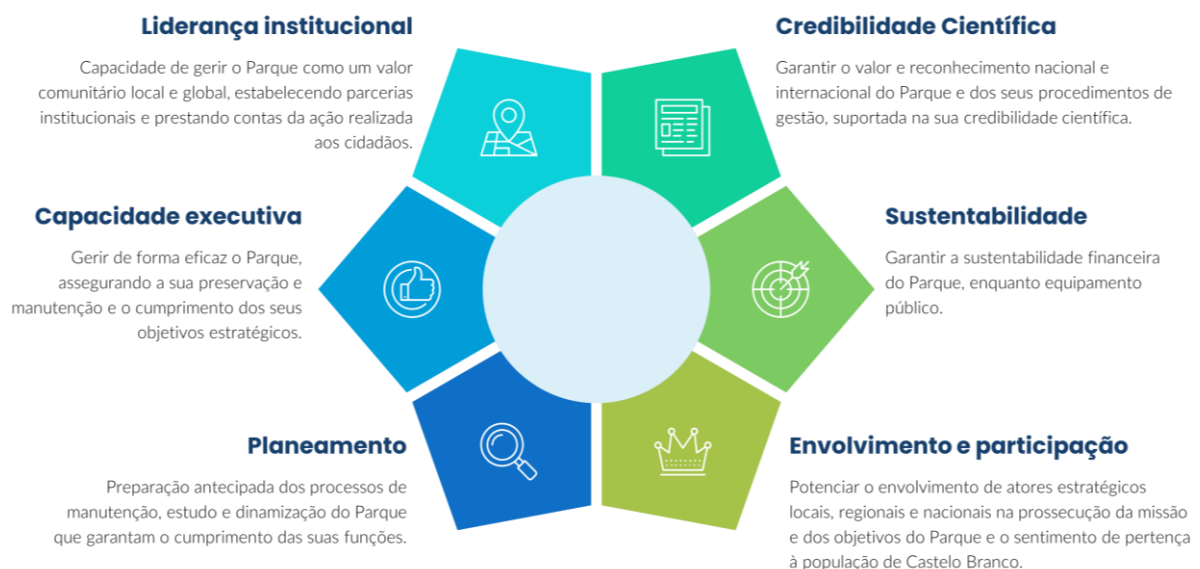 Liderança institucional
Capacidade de gerir o Parque como um valor
comunitário local e global, estabelecendo parcerias
institucionais e prestando contas da ação realizada
aos cidadãos.
Credibilidade Científica
Garantir o valor e reconhecimento nacional e
internacional do Parque e dos seus procedimentos de
gestão, suportada na sua credibilidade científica.
Capacidade executiva
Gerir de forma eficaz o Parque,
assegurando a sua preservação e
manutenção e o cumprimento dos seus
objetivos estratégicos.
Sustentabilidade
Garantir a sustentabilidade financeira
do Parque, enquanto equipamento
público.
Planeamento
Preparação antecipada dos processos de
manutenção, estudo e dinamização do Parque
que garantam o cumprimento das suas funções.
Envolvimento e participação
Potenciar o envolvimento de atores estratégicos
locais, regionais e nacionais na prossecução da missão
e dos objetivos do Parque e o sentimento de pertença
à população de Castelo Branco.